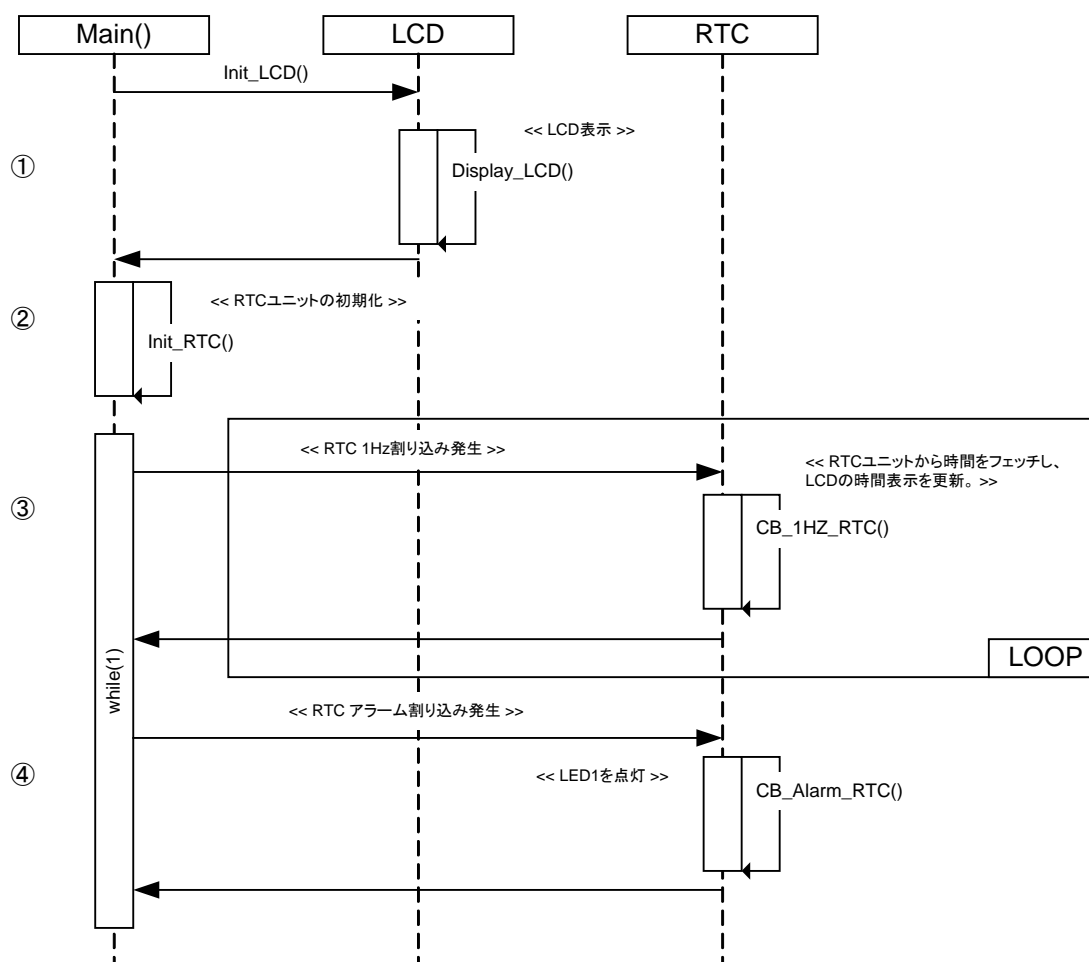 Main()
LCD
RTC
Init_LCD()
<< LCD表示 >>
①
Display_LCD()
<< RTCユニットの初期化 >>
②
Init_RTC()
<< RTC 1Hz割り込み発生 >>
<< RTCユニットから時間をフェッチし、
LCDの時間表示を更新。 >>
③
CB_1HZ_RTC()
while(1)
LOOP
<< RTC アラーム割り込み発生 >>
④
<< LED1を点灯 >>
CB_Alarm_RTC()